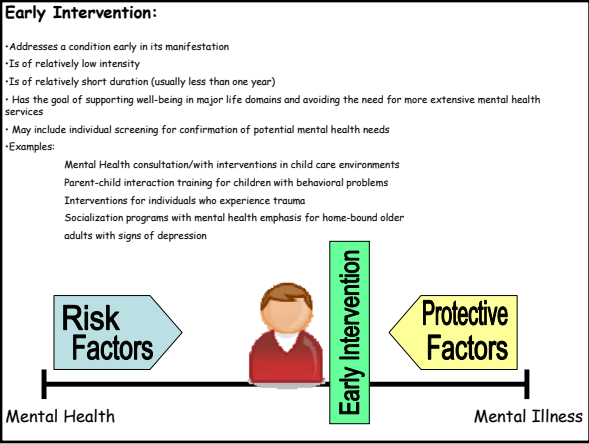 Early Intervention:
•Addresses a condition early in its manifestation
•Is of relatively low intensity
•Is of relatively short duration (usually less than one year)
• Has the goal of supporting well-being in major life domains and avoiding the need for more extensive mental health
services
• May include individual screening for confirmation of potential mental health needs
•Examples:
Mental Health consultation/with interventions in child care environments
Parent-child interaction training for children with behavioral problems
Interventions for individuals who experience trauma
Socialization programs with mental health emphasis for home-bound older
adults with signs of depression
Risk
Factors
Early Intervention
Protective
Factors
Mental Health
Mental Illness